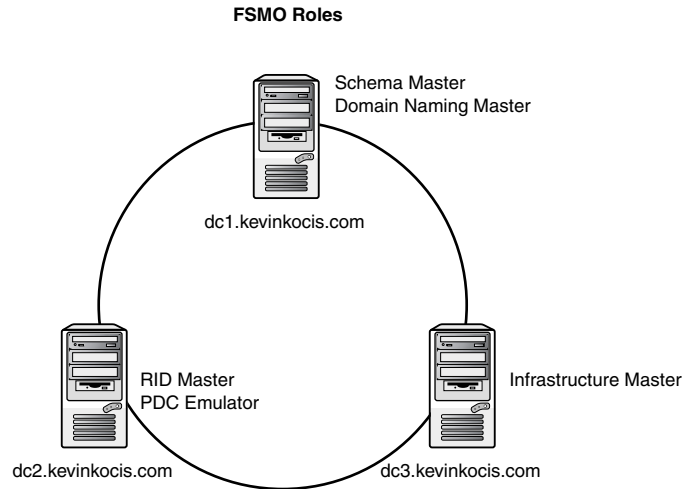 FSMO Roles
Schema Master
Domain Naming Master
dc1.kevinkocis.com
RID Master
PDC Emulator
dc2.kevinkocis.com
Infrastructure Master
dc3.kevinkocis.com